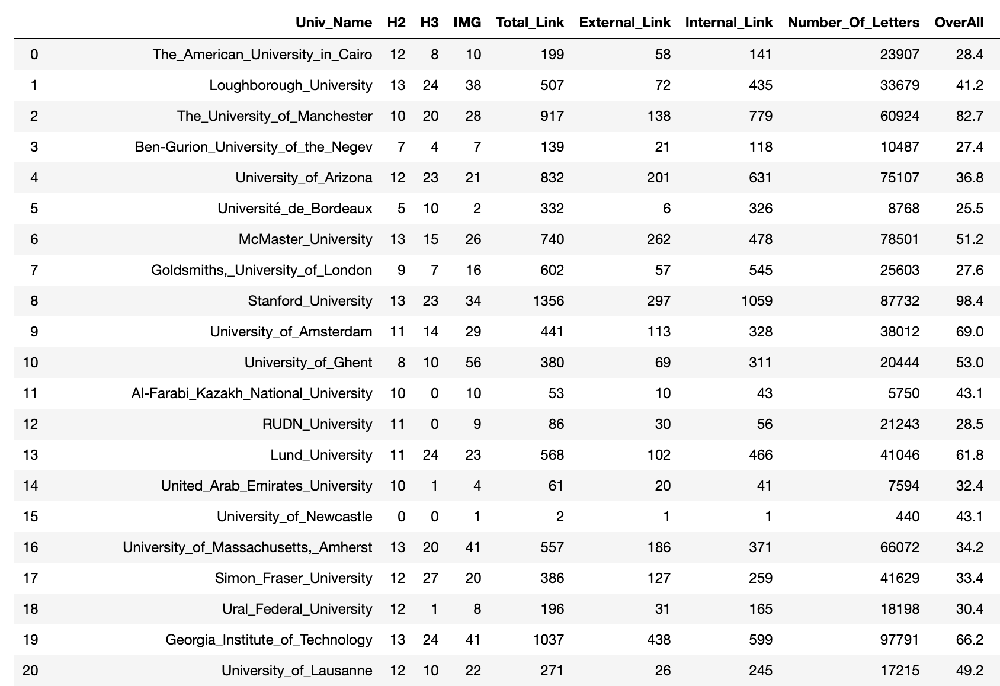 Univ_Name H2 H3 IMG Total_Link External_Link Internal_Link Number_Of_Letters OverAll
0 The_American_University_in_Cairo 12 8 10 199 58 141 23907 28.4
1 Loughborough_University 13 24 38 507 72 435 33679 41.2
2 The_University_of_Manchester 10 20 28 917 138 779 60924 82.7
3 Ben-Gurion_University_of_the_Negev 7 4 7 139 21 118 10487 27.4
4 University_of_Arizona 12 23 21 832 201 631 75107 36.8
5 Université_de_Bordeaux 5 10 2 332 6 326 8768 25.5
6 McMaster_University 13 15 26 740 262 478 78501 51.2
7 Goldsmiths,_University_of_London 9 7 16 602 57 545 25603 27.6
8 Stanford_University 13 23 34 1356 297 1059 87732 98.4
9 University_of_Amsterdam 11 14 29 441 113 328 38012 69.0
10 University_of_Ghent 8 10 56 380 69 311 20444 53.0
11 Al-Farabi_Kazakh_National_University 10 0 10 53 10 43 5750 43.1
12 RUDN_University 11 0 9 86 30 56 21243 28.5
13 Lund_University 11 24 23 568 102 466 41046 61.8
14 United_Arab_Emirates_University 10 1 4 61 20 41 7594 32.4
15 University_of_Newcastle 0 0 1 2 1 1 440 43.1
16 University_of_Massachusetts,_Amherst 13 20 41 557 186 371 66072 34.2
17 Simon_Fraser_University 12 27 20 386 127 259 41629 33.4
18 Ural_Federal_University 12 1 8 196 31 165 18198 30.4
19 Georgia_Institute_of_Technology 13 24 41 1037 438 599 97791 66.2
20 University_of_Lausanne 12 10 22 271 26 245 17215 49.2